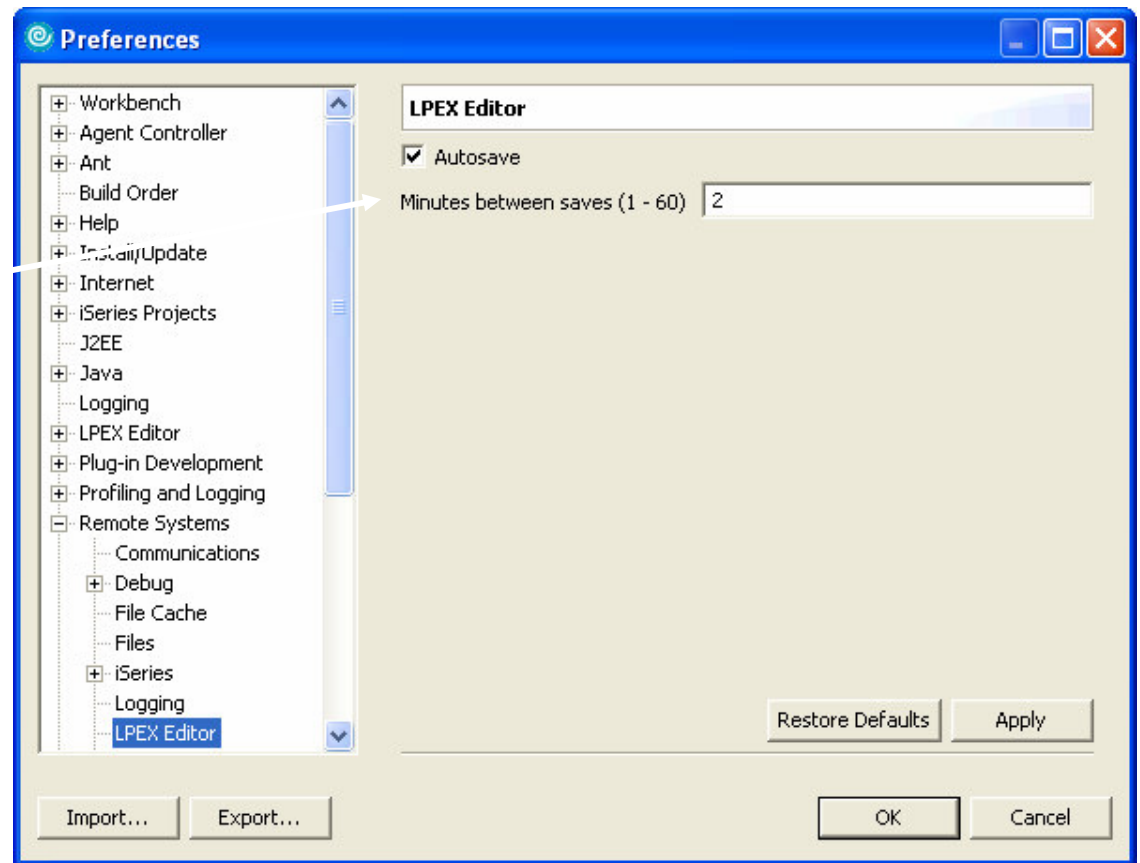 Preferences
Workbench
Agent Controller
Ant
Build Order
Help
Install/Update
Internet
iSeries Projects
J2EE
Java
Logging
LPEX Editor
Plug-in Development
Profiling and Logging
Remote Systems
Communications
Debug
File Cache
Files
iSeries
Logging
LPEX Editor
LPEX Editor
Autosave
Minutes between saves (1 - 60) 2
Restore Defaults Apply
Import... Export... OK Cancel